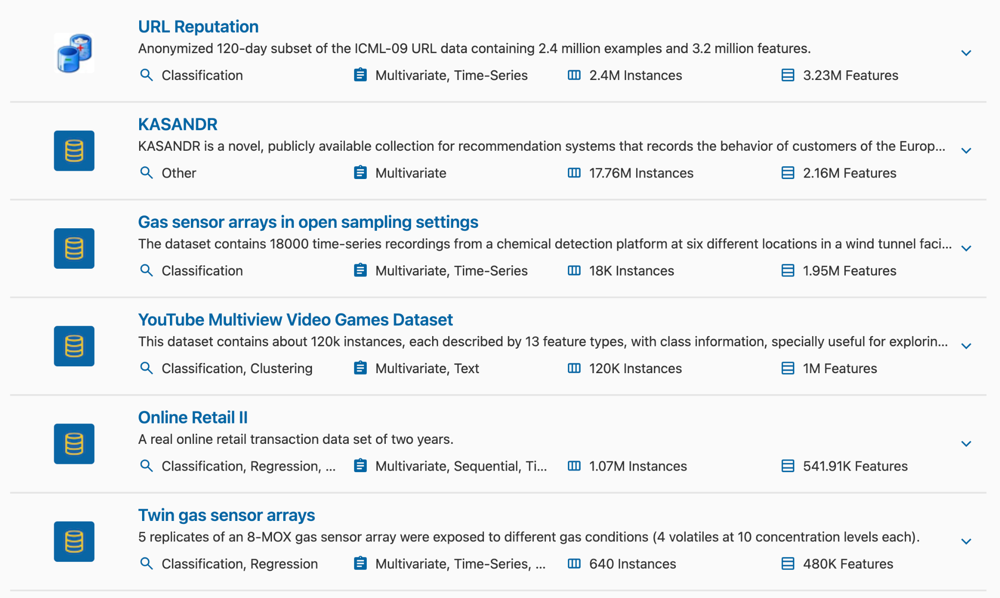 URL Reputation
Anonymized 120-day subset of the ICML-09 URL data containing 2.4 million examples and 3.2 million features.
Classification Multivariate, Time-Series 2.4M Instances 3.23M Features
KASANDR
KASANDR is a novel, publicly available collection for recommendation systems that records the behavior of customers of the Europ...
Other Multivariate 17.76M Instances 2.16M Features
Gas sensor arrays in open sampling settings
The dataset contains 18000 time-series recordings from a chemical detection platform at six different locations in a wind tunnel faci...
Classification Multivariate, Time-Series 18K Instances 1.95M Features
YouTube Multiview Video Games Dataset
This dataset contains about 120k instances, each described by 13 feature types, with class information, specially useful for explorin...
Classification, Clustering Multivariate, Text 120K Instances 1M Features
Online Retail II
A real online retail transaction data set of two years.
Classification, Regression, ... Multivariate, Sequential, Ti... 1.07M Instances 541.91K Features
Twin gas sensor arrays
5 replicates of an 8-MOX gas sensor array were exposed to different gas conditions (4 volatiles at 10 concentration levels each).
Classification, Regression Multivariate, Time-Series, ... 640 Instances 480K Features